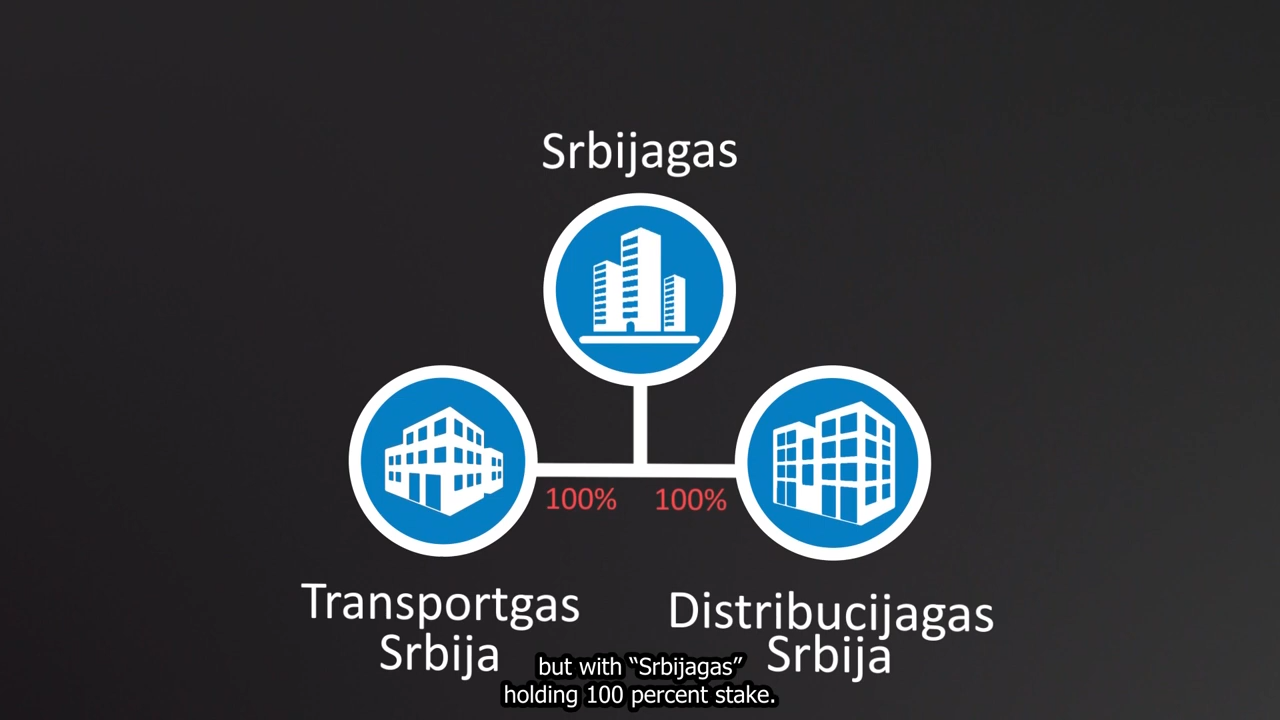 Srbijagas
100% 100%
Transportgas
Srbija
Distribucijagas
Srbija
but with “Srbijagas”
holding 100 percent stake.